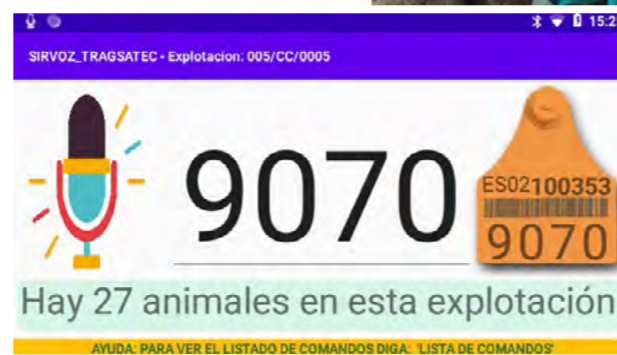 15:2
SIRVOZ_TRAGSATEC - Explotacion: 005/CC/0005
9070
ES02100353
9070
Hay 27 animales en esta explotación
AYUDA: PARA VER EL LISTADO DE COMANDOS DIGA: 'LISTA DE COMANDOS'